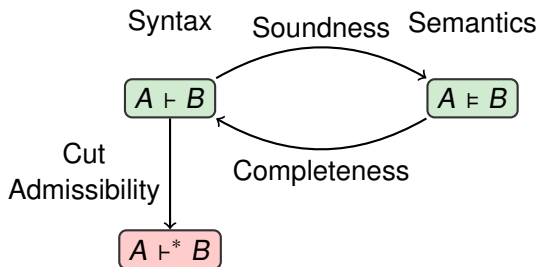 Syntax
Soundness
Semantics
A ⊢ B
A ⊨ B
Cut
Admissibility
Completeness
A ⊢* B